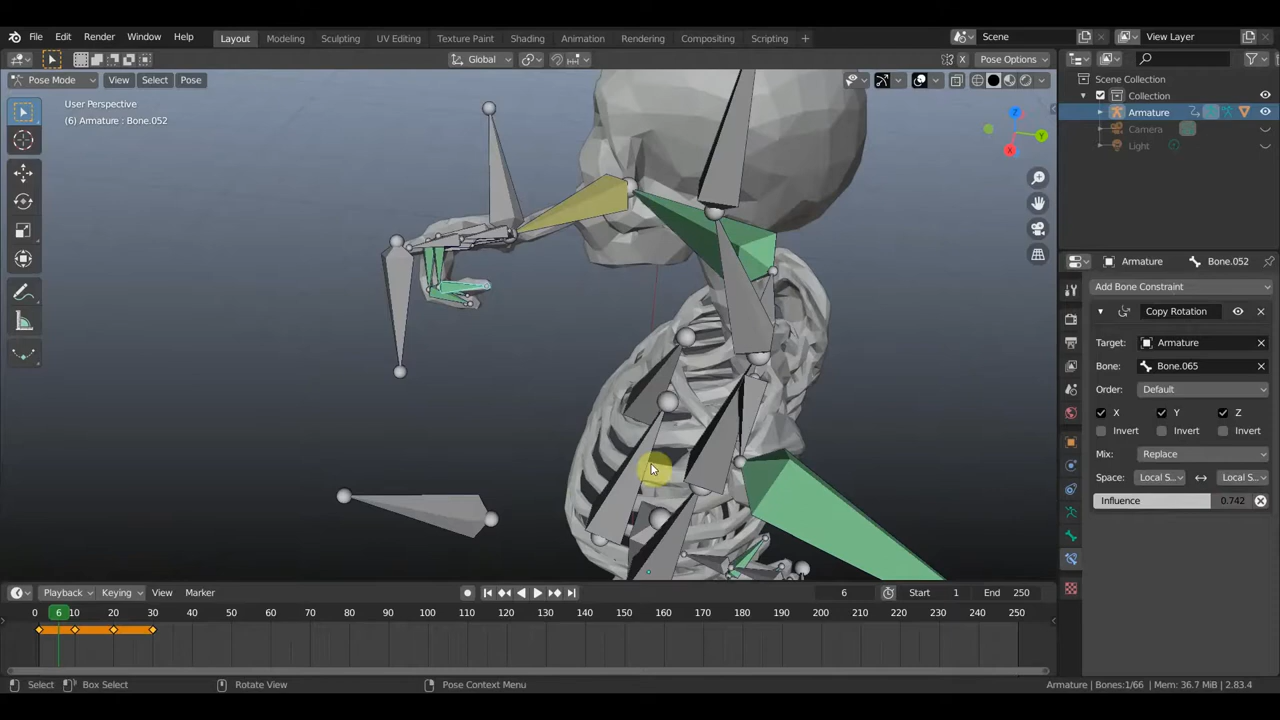 File Edit Render Window Help Layout Modeling Sculpting UV Editing Texture Paint Shading Animation Rendering Compositing Scripting + Scene View Layer
Global Pose Options
Pose Mode View Select Pose
X
User Perspective
(6) Armature : Bone.052
Z
Y
X
Scene Collection
Collection
Armature
Camera
Light
Armature Bone.052
Add Bone Constraint
Copy Rotation
Target: Armature
Bone: Bone.065
Order: Default
X Y Z
Invert Invert Invert
Mix: Replace
Space: Local S... Local S...
Influence 0.742
Playback Keying View Marker 6 Start 1 End 250
0 6 10 20 30 40 50 60 70 80 90 100 110 120 130 140 150 160 170 180 190 200 210 220 230 240 250
Select Box Select Rotate View Pose Context Menu Armature | Bones:1/66 | Mem: 36.7 MiB | 2.83.4